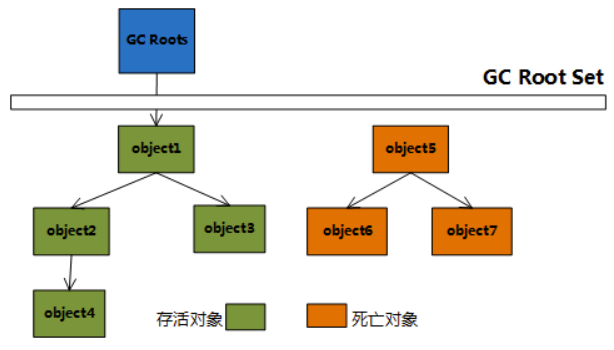 GC Roots
GC Root Set
object1
object5
object2
object3
object6
object7
object4
存活对象
死亡对象